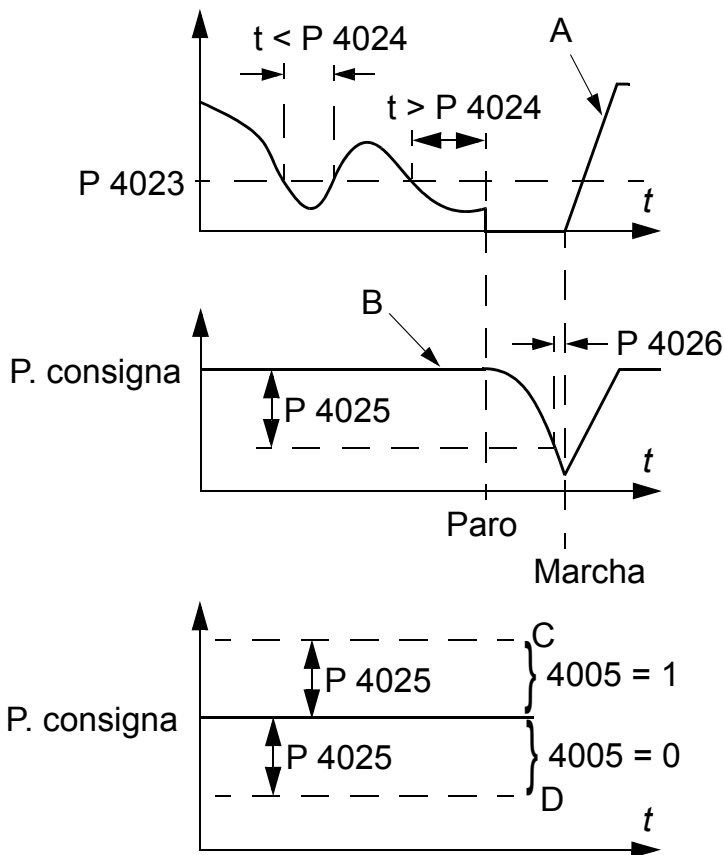 t < P 4024
A
t > P 4024
P 4023
t
B
P 4026
P. consigna
P 4025
t
Paro
Marcha
C
P 4025
4005 = 1
P. consigna
P 4025
4005 = 0
D
t